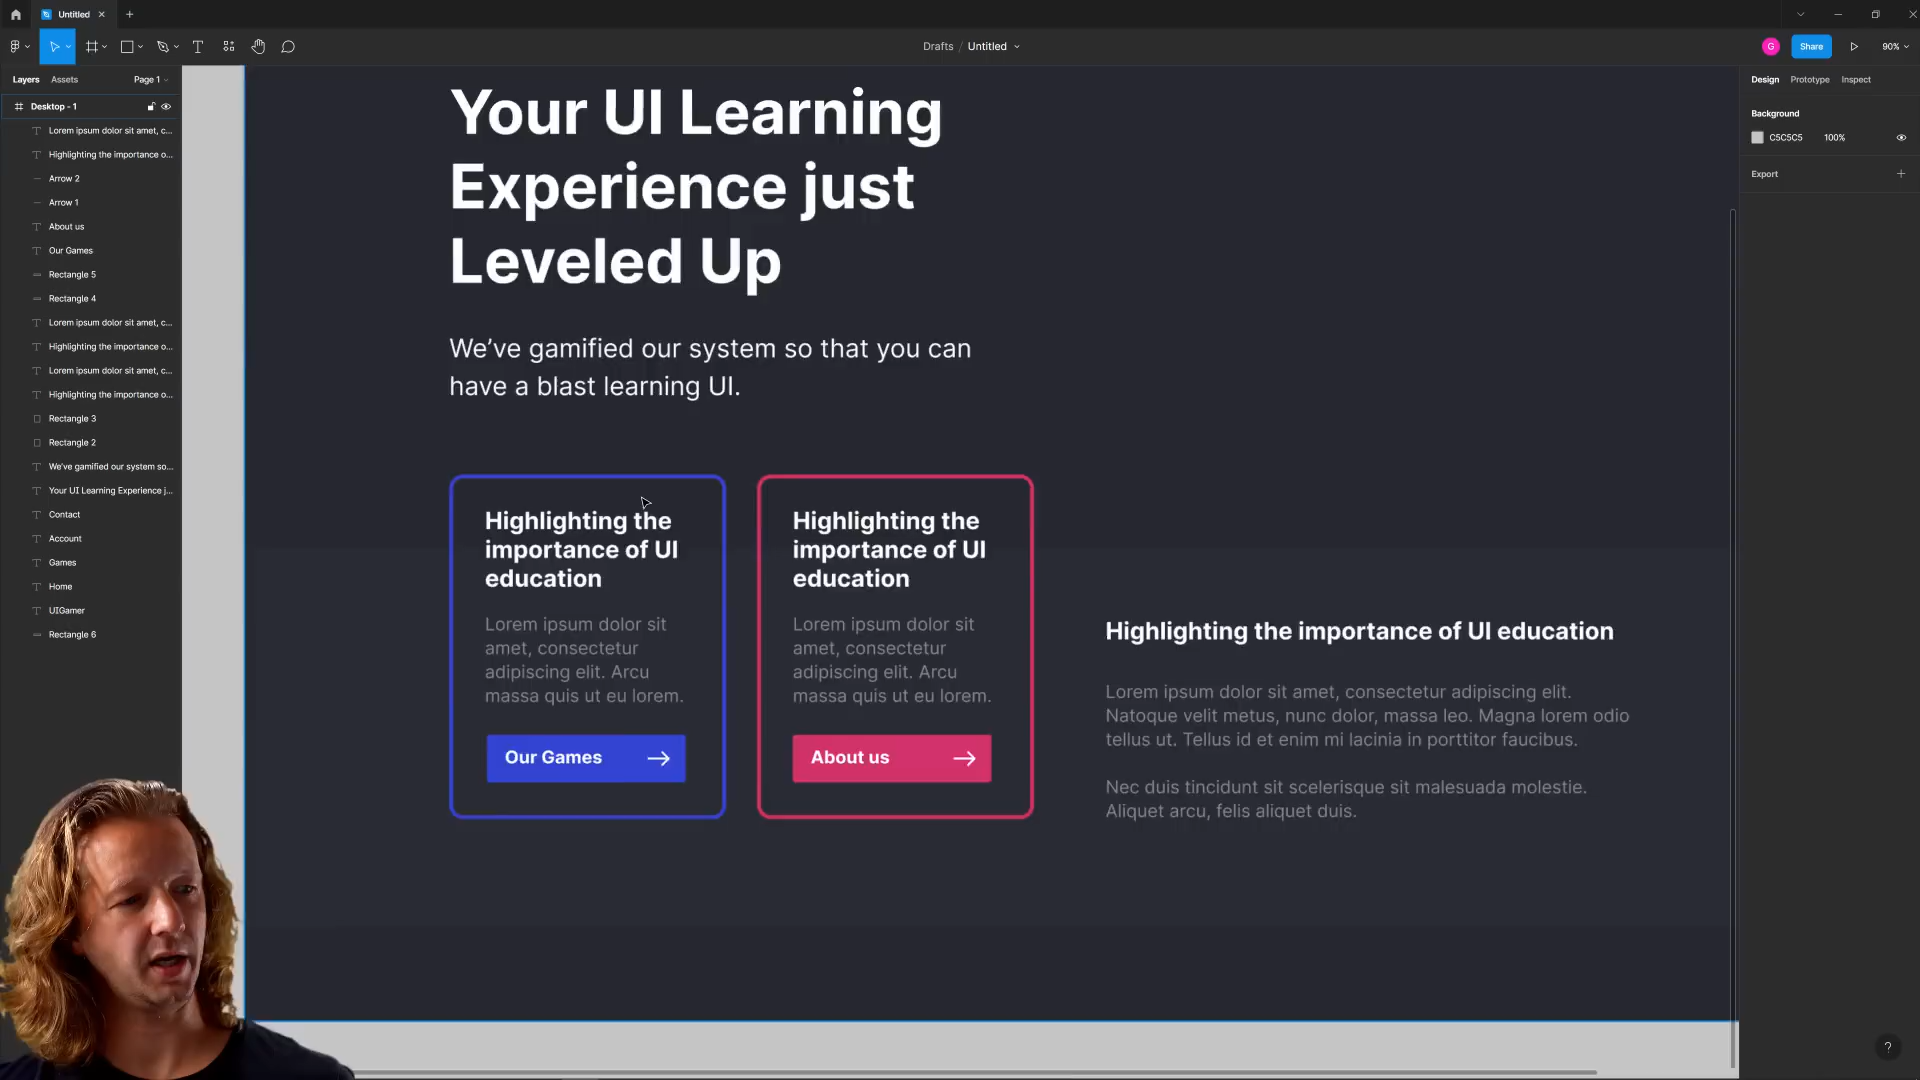 Untitled
Drafts / Untitled
G
Share
90%
Layers
Assets
Page 1
Desktop - 1
Lorem ipsum dolor sit amet, c...
Highlighting the importance o...
Arrow 2
Arrow 1
About us
Our Games
Rectangle 5
Rectangle 4
Lorem ipsum dolor sit amet, c...
Highlighting the importance o...
Lorem ipsum dolor sit amet, c...
Highlighting the importance o...
Rectangle 3
Rectangle 2
We've gamified our system so...
Your UI Learning Experience j...
Contact
Account
Games
Home
UIGamer
Rectangle 6
Your UI Learning
Experience just
Leveled Up
We've gamified our system so that you can
have a blast learning UI.
Highlighting the
importance of UI
education
Lorem ipsum dolor sit
amet, consectetur
adipiscing elit. Arcu
massa quis ut eu lorem.
Our Games
Highlighting the
importance of UI
education
Lorem ipsum dolor sit
amet, consectetur
adipiscing elit. Arcu
massa quis ut eu lorem.
About us
Highlighting the importance of UI education
Lorem ipsum dolor sit amet, consectetur adipiscing elit.
Natoque velit metus, nunc dolor, massa leo. Magna lorem odio
tellus ut. Tellus id et enim mi lacinia in porttitor faucibus.
Nec duis tincidunt sit scelerisque sit malesuada molestie.
Aliquet arcu, felis aliquet duis.
Design
Prototype
Inspect
Background
C5C5C5
100%
Export
?